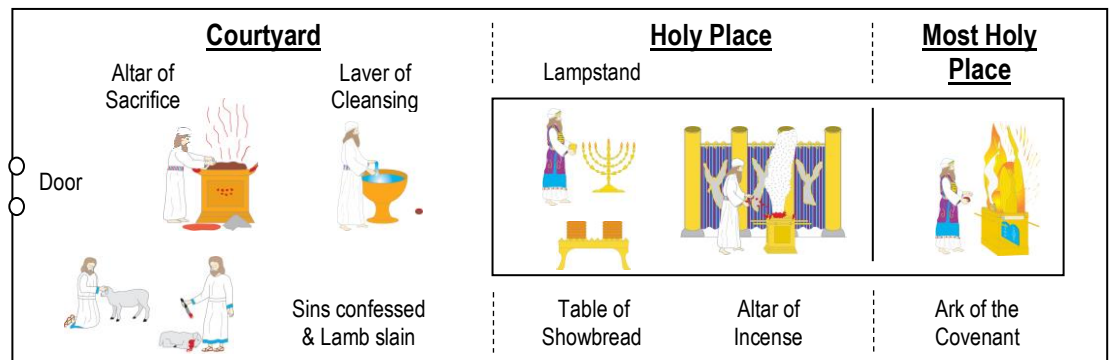 Courtyard
Holy Place
Most Holy
Place
Altar of
Sacrifice
Laver of
Cleansing
Lampstand
Door
Sins confessed
& Lamb slain
Table of
Showbread
Altar of
Incense
Ark of the
Covenant